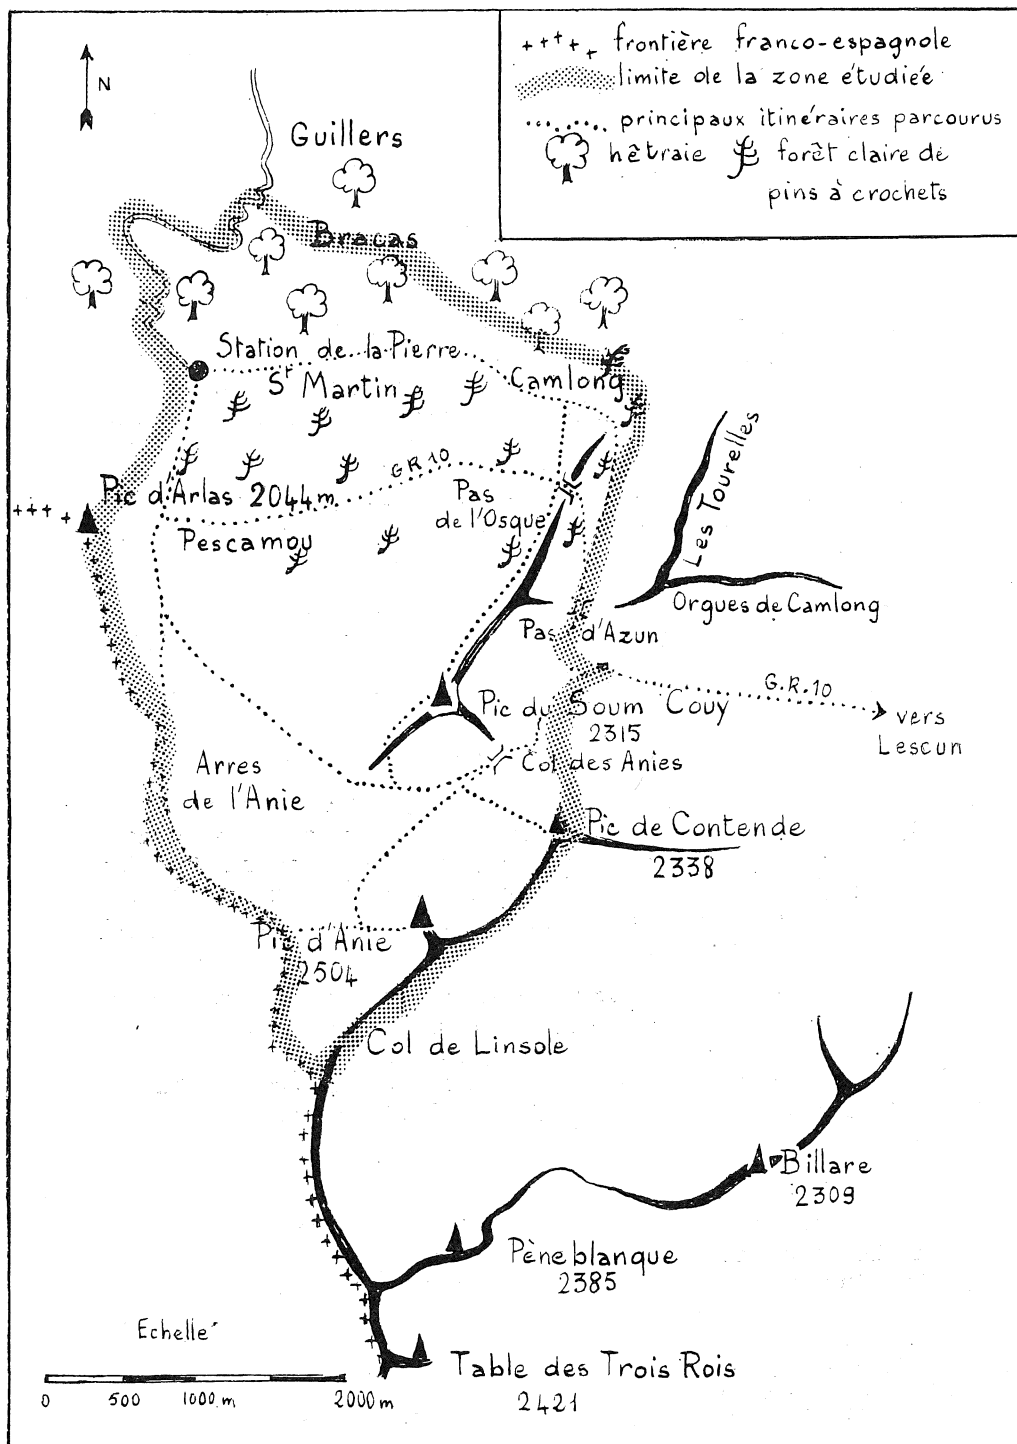 frontière franco-espagnole
limite de la zone étudiée
principaux itinéraires parcourus
hêtraie forêt claire de
pins à crochets
N
Guillers
Bracas
Station de la Pierre
St Martin
Camlong
G.R.10
Pic d'Arlas 2044 m.
Pas
de l'Osque
Les Tourelles
Pescamou
Orgues de Camlong
Pas d'Azun
G.R.10
vers
Lescun
Pic du Soum Couy
2315
Col des Anies
Arres
de l'Anie
Pic de Contende
2338
Pic d'Anie
2504
Col de Linsole
Billare
2309
Pène blanque
2385
Echelle
0 500 1000 m 2000 m
Table des Trois Rois
2421